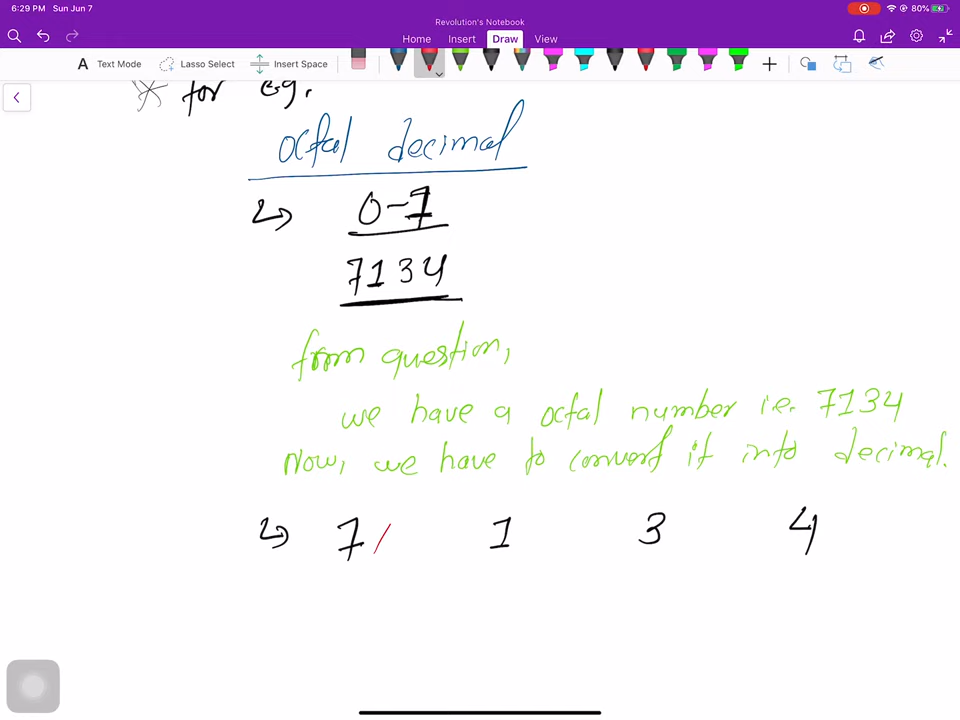 6:29 PM Sun Jun 7
80%
Revolution's Notebook
Home Insert Draw View
A Text Mode Lasso Select Insert Space
for eg.
octal decimal
↳ 0-7
7134
from question,
we have a octal number i.e. 7134
Now, we have to convert it into decimal.
↳ 7 1 3 4